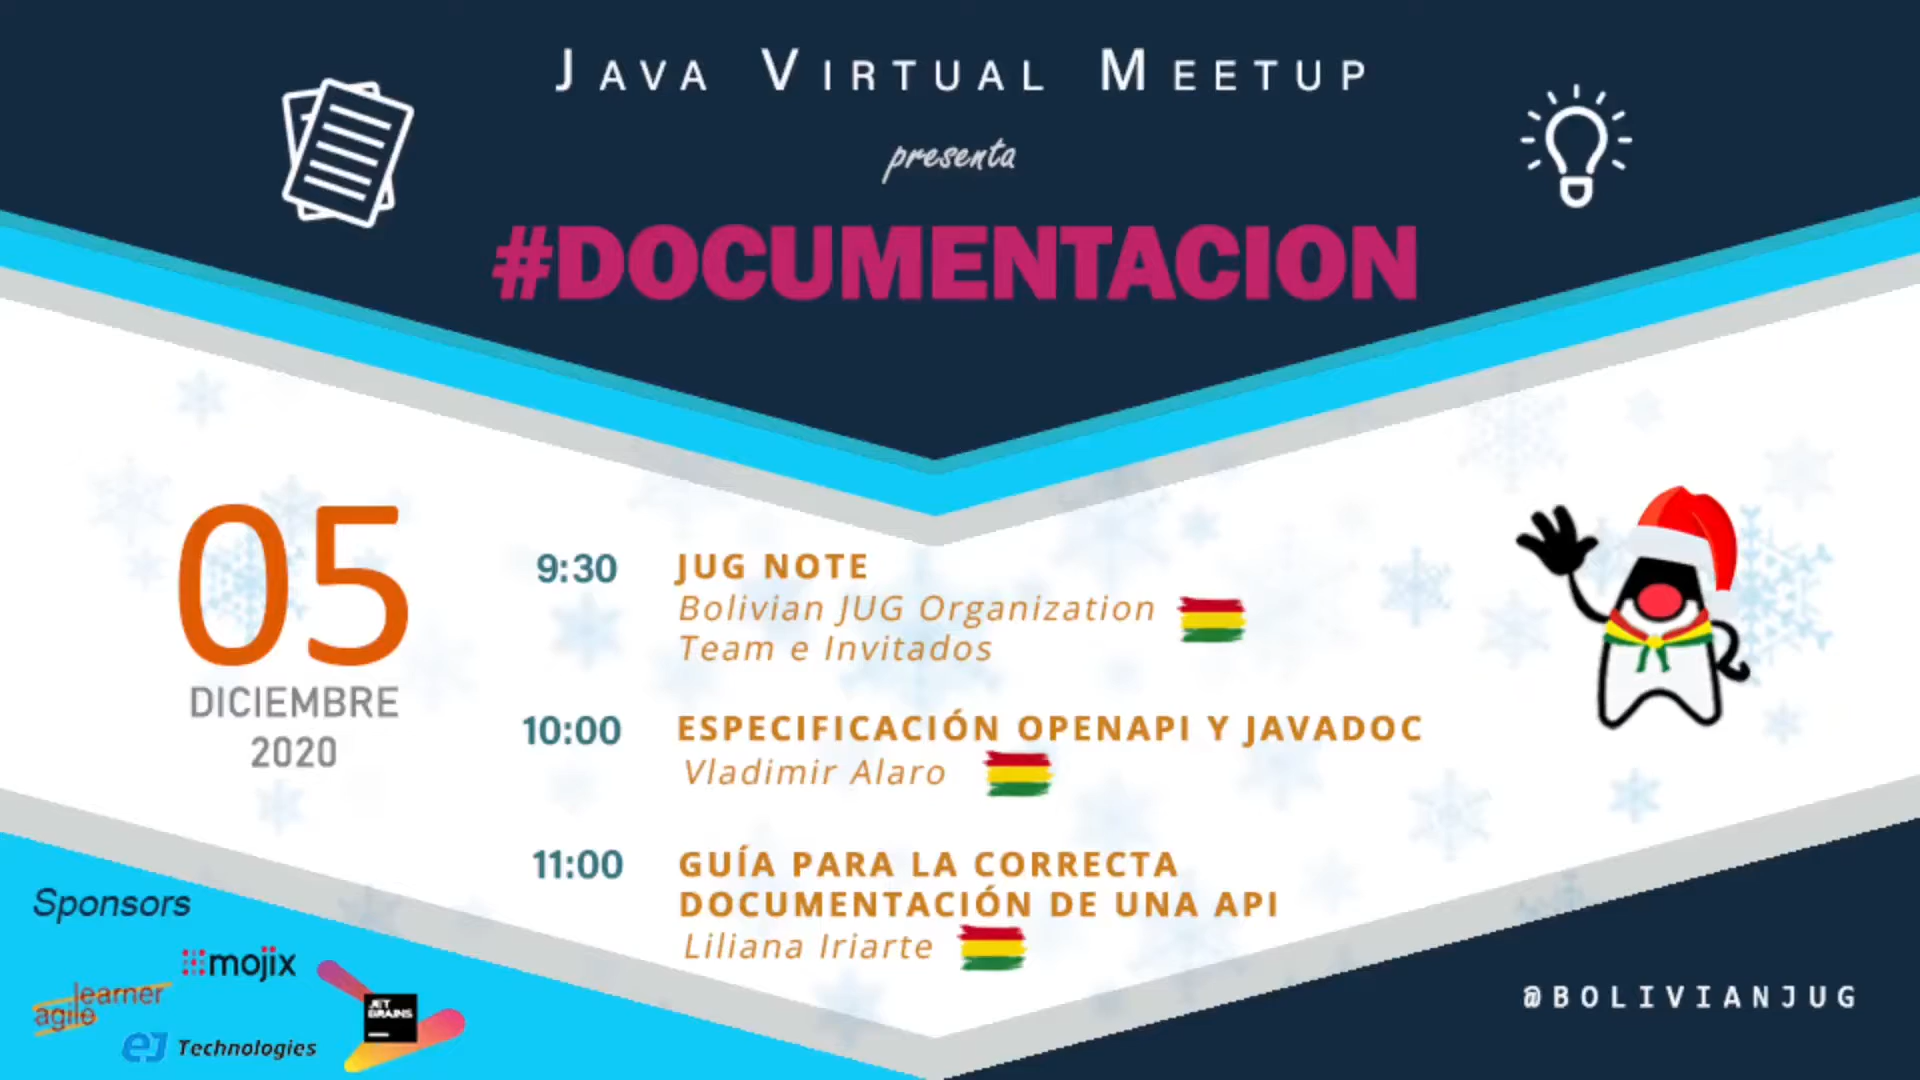 JAVA VIRTUAL MEETUP
presenta
#DOCUMENTACION
05
DICIEMBRE
2020
9:30 JUG NOTE
Bolivian JUG Organization
Team e Invitados
10:00 ESPECIFICACIÓN OPENAPI Y JAVADOC
Vladimir Alaro
11:00 GUÍA PARA LA CORRECTA
DOCUMENTACIÓN DE UNA API
Liliana Iriarte
Sponsors
mojix
learner
agile
JET
BRAINS
ej Technologies
@BOLIVIANJUG